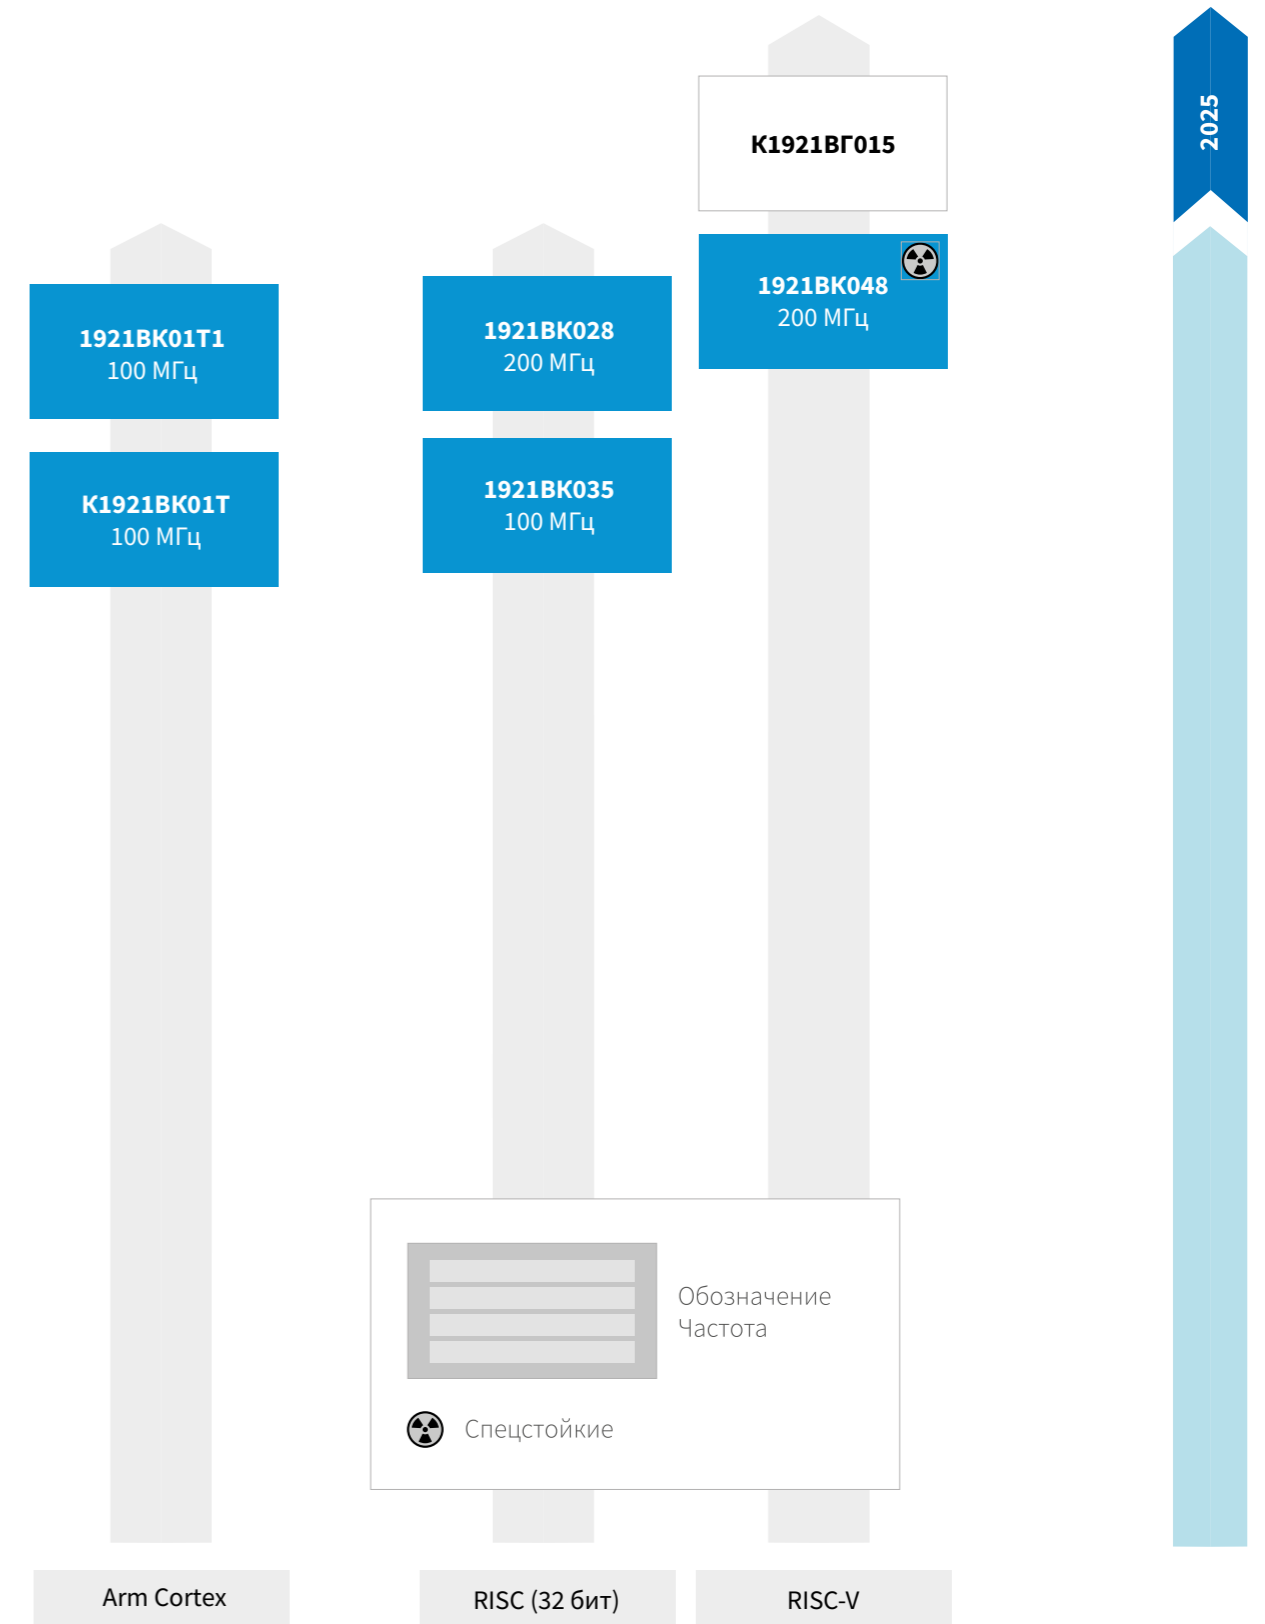 К1921ВГ015
2025
1921ВК048
200 МГц
1921ВК01Т1
100 МГц
1921ВК028
200 МГц
К1921ВК01Т
100 МГц
1921ВК035
100 МГц
Обозначение
Частота
Спецстойкие
Arm Cortex
RISC (32 бит)
RISC-V